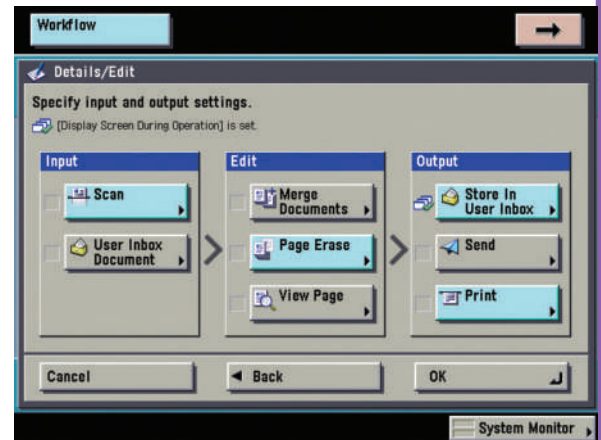 Workflow
Details/Edit
Specify input and output settings.
[Display Screen During Operation] is set.
Input
Edit
Output
Scan
User Inbox
Document
Merge
Documents
Page Erase
View Page
Store In
User Inbox
Send
Print
Cancel
Back
OK
System Monitor